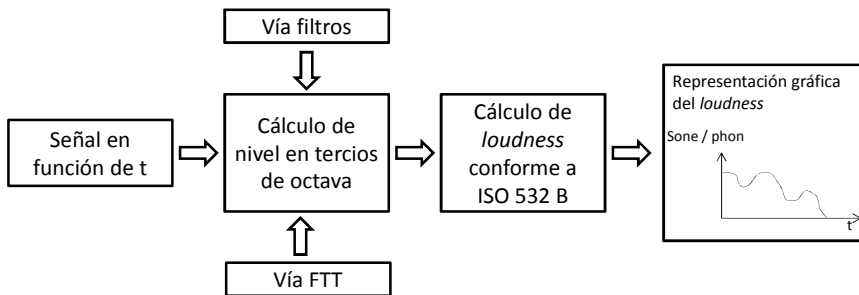 Vía filtros
Señal en
función de t
Cálculo de
nivel en tercios
de octava
Vía FTT
Cálculo de
loudness
conforme a
ISO 532 B
Representación gráfica
del loudness
Sone / phon
t